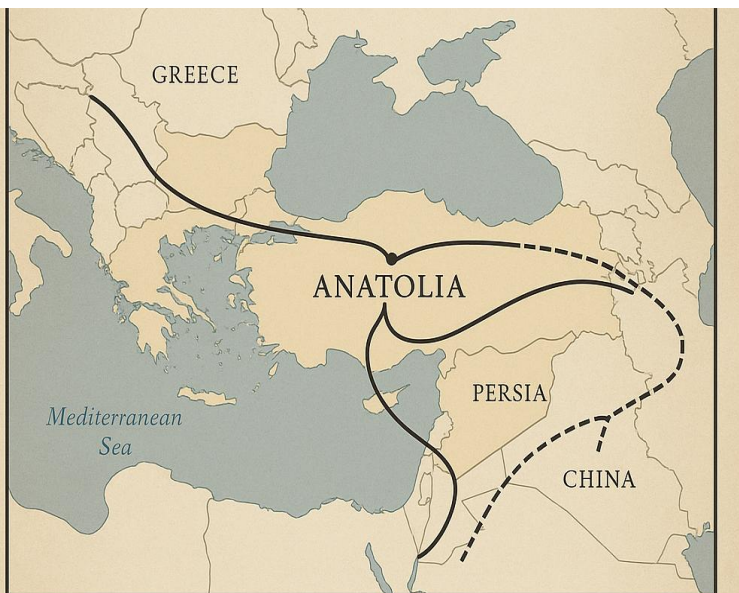 GREECE
ANATOLIA
PERSIA
Mediterranean
Sea
CHINA